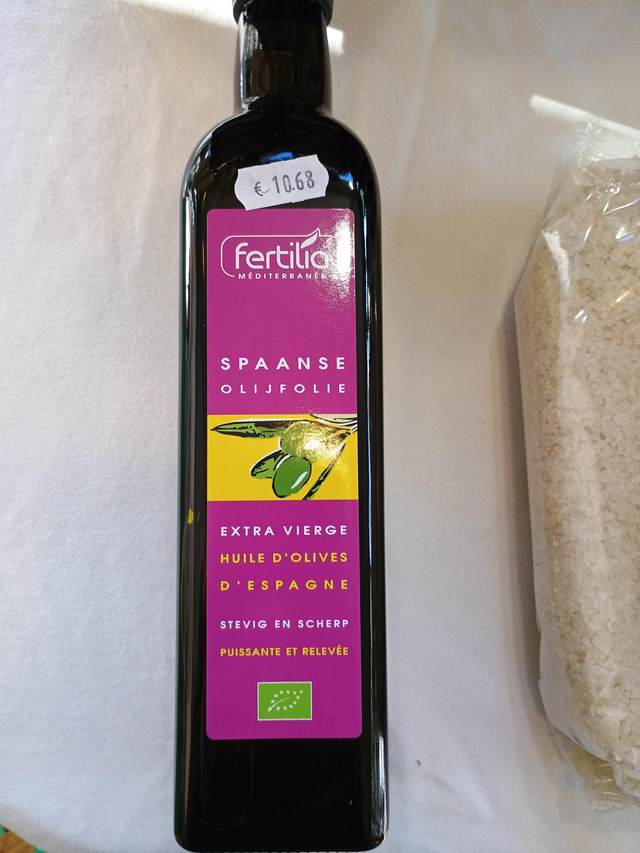 € 10.68
fertilia
MÉDITERRANÉE
SPAANSE
OLIJFOLIE
EXTRA VIERGE
HUILE D'OLIVES
D'ESPAGNE
STEVIG EN SCHERP
PUISSANTE ET RELEVÉE